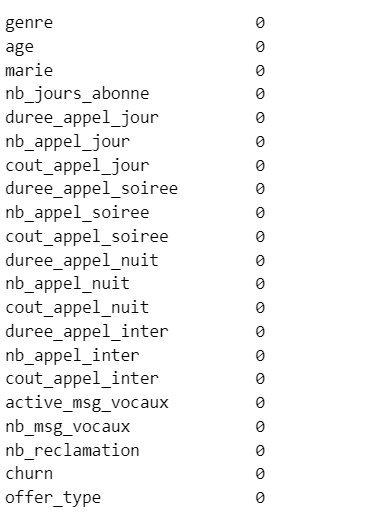 genre 0
age 0
marie 0
nb_jours_abonne 0
duree_appel_jour 0
nb_appel_jour 0
cout_appel_jour 0
duree_appel_soiree 0
nb_appel_soiree 0
cout_appel_soiree 0
duree_appel_nuit 0
nb_appel_nuit 0
cout_appel_nuit 0
duree_appel_inter 0
nb_appel_inter 0
cout_appel_inter 0
active_msg_vocaux 0
nb_msg_vocaux 0
nb_reclamation 0
churn 0
offer_type 0